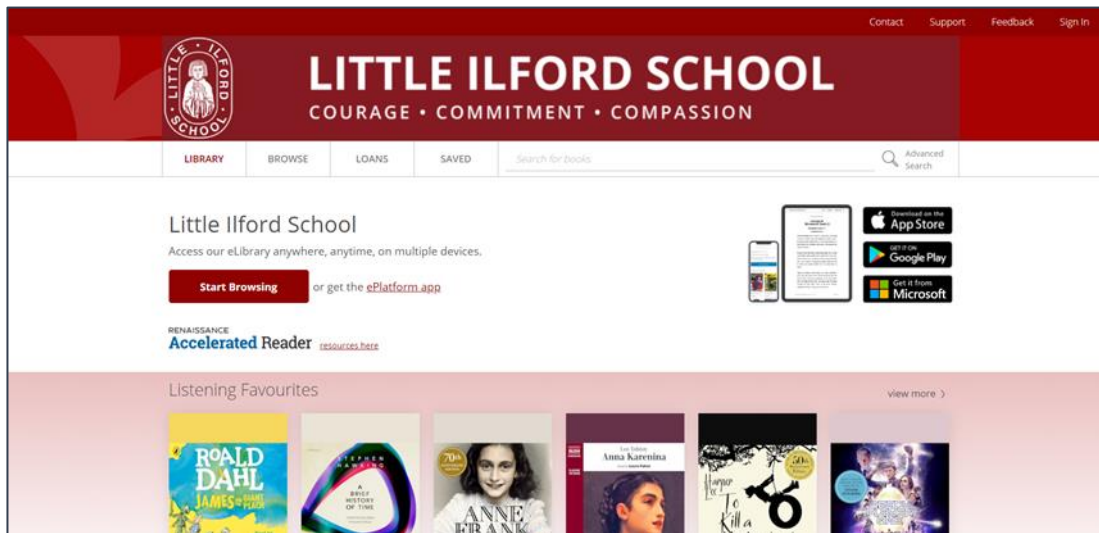 Contact Support Feedback Sign In
LITTLE ILFORD SCHOOL
LITTLE ILFORD SCHOOL
COURAGE • COMMITMENT • COMPASSION
LIBRARY BROWSE LOANS SAVED Search for books Advanced Search
Little Ilford School
Access our eLibrary anywhere, anytime, on multiple devices.
Start Browsing or get the ePlatform app
Download on the App Store
GET IT ON Google Play
Get it from Microsoft
RENAISSANCE
Accelerated Reader resources here
Listening Favourites view more
ROALD
DAHL
JAMES
GIANT
PEACH
STEPHEN
HAWKING
A
BRIEF
HISTORY
OF TIME
70th
ANNE
FRANK
Leo Tolstoy
Anna Karenina
50th
Harper
Lee
To
Kill a